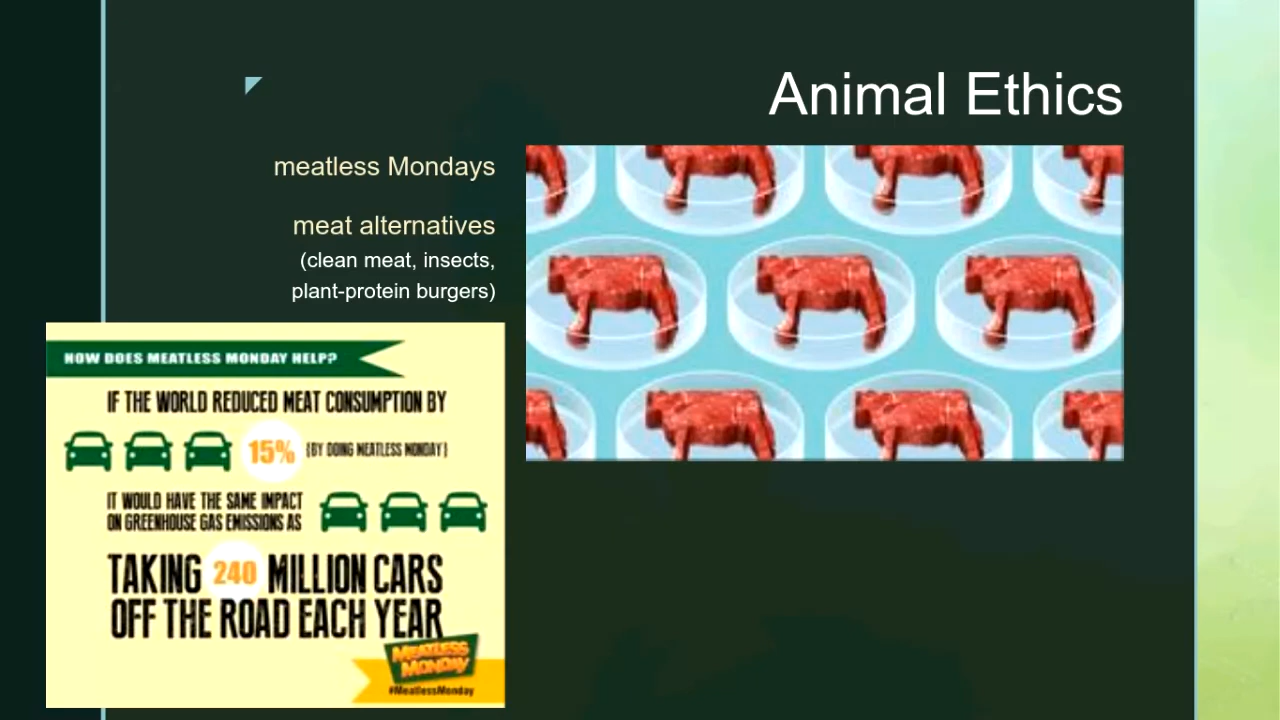 Animal Ethics
meatless Mondays
meat alternatives
(clean meat, insects,
plant-protein burgers)
HOW DOES MEATLESS MONDAY HELP?
IF THE WORLD REDUCED MEAT CONSUMPTION BY
15% (BY DOING MEATLESS MONDAY)
IT WOULD HAVE THE SAME IMPACT
ON GREENHOUSE GAS EMISSIONS AS
TAKING 240 MILLION CARS
OFF THE ROAD EACH YEAR
MEATLESS
MONDAY
#MeatlessMonday